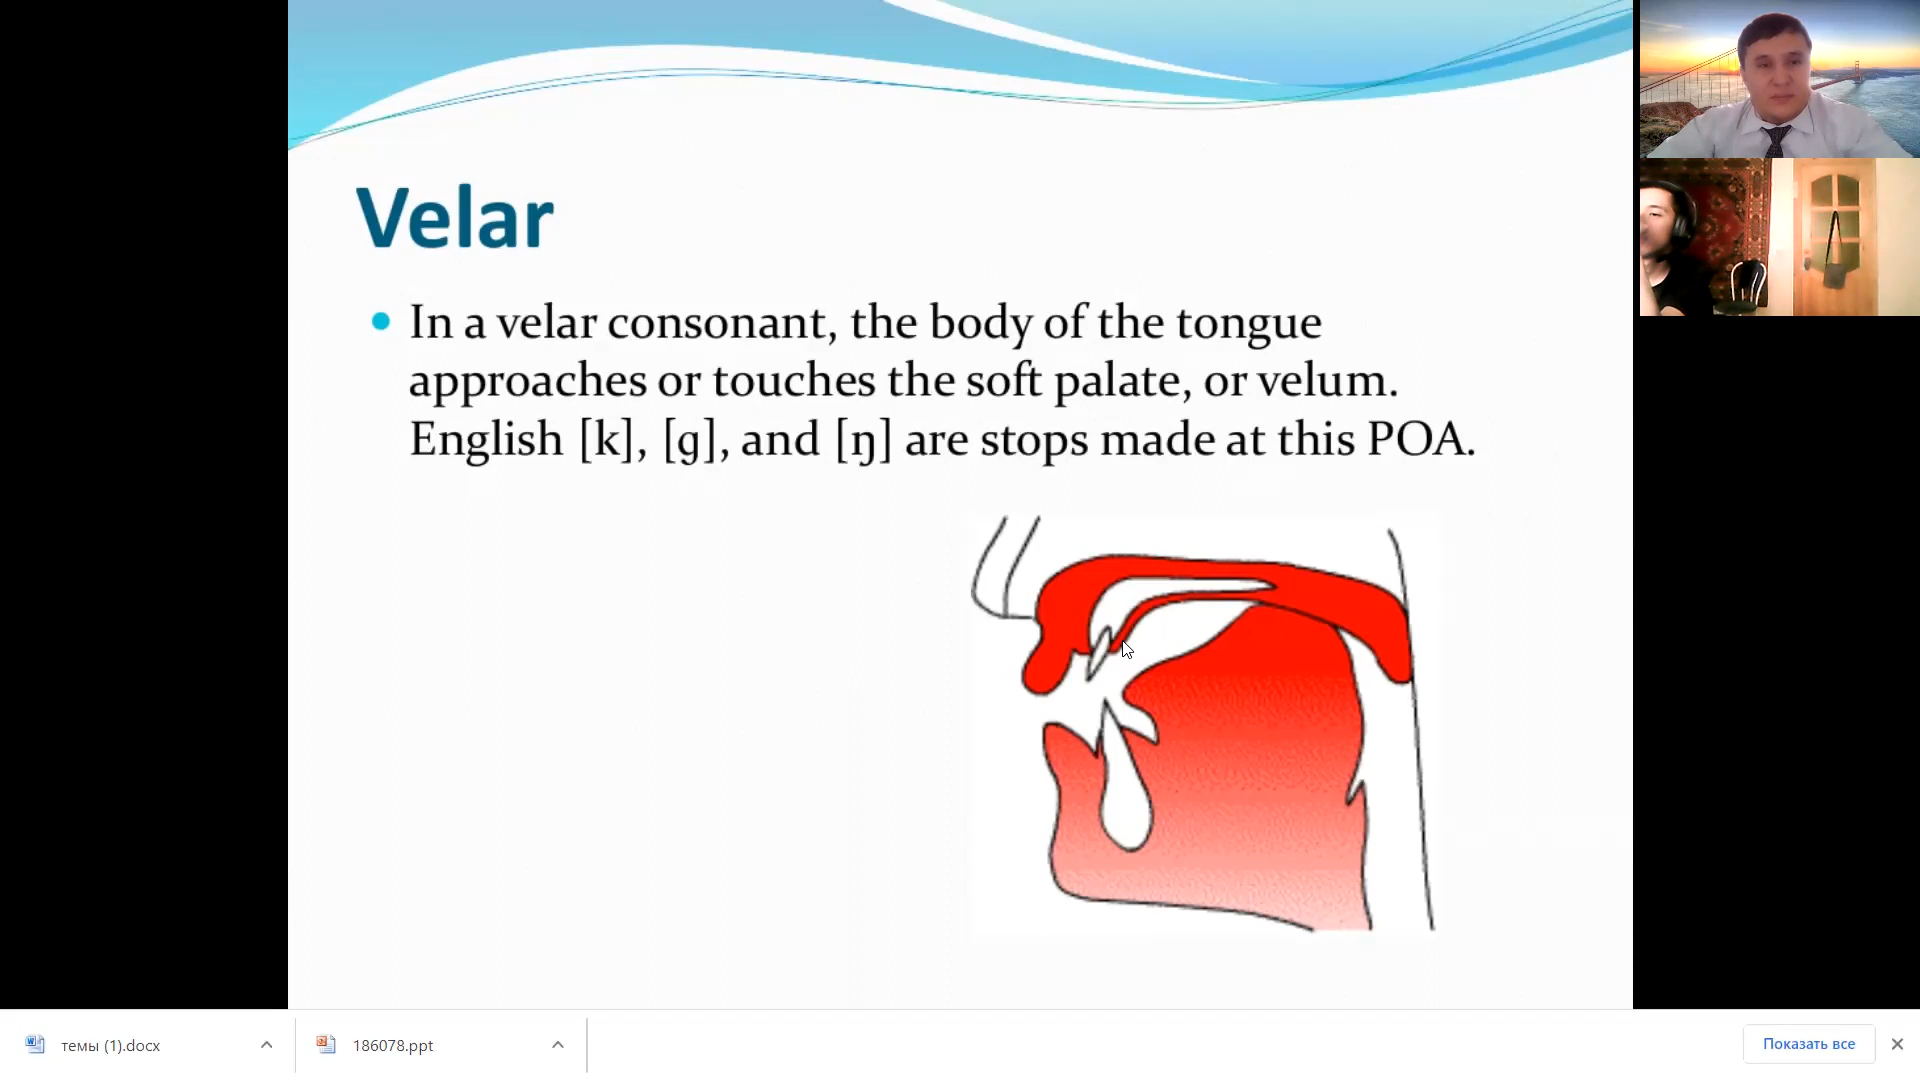 Velar
In a velar consonant, the body of the tongue
approaches or touches the soft palate, or velum.
English [k], [ɡ], and [ŋ] are stops made at this POA.
темы (1).docx
186078.ppt
Показать все